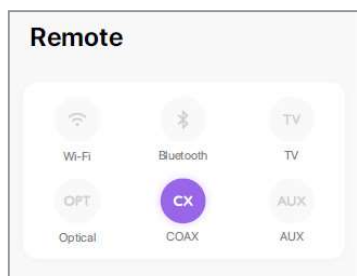 Remote
TV
Wi-Fi Bluetooth TV
OPT CX AUX
Optical COAX AUX